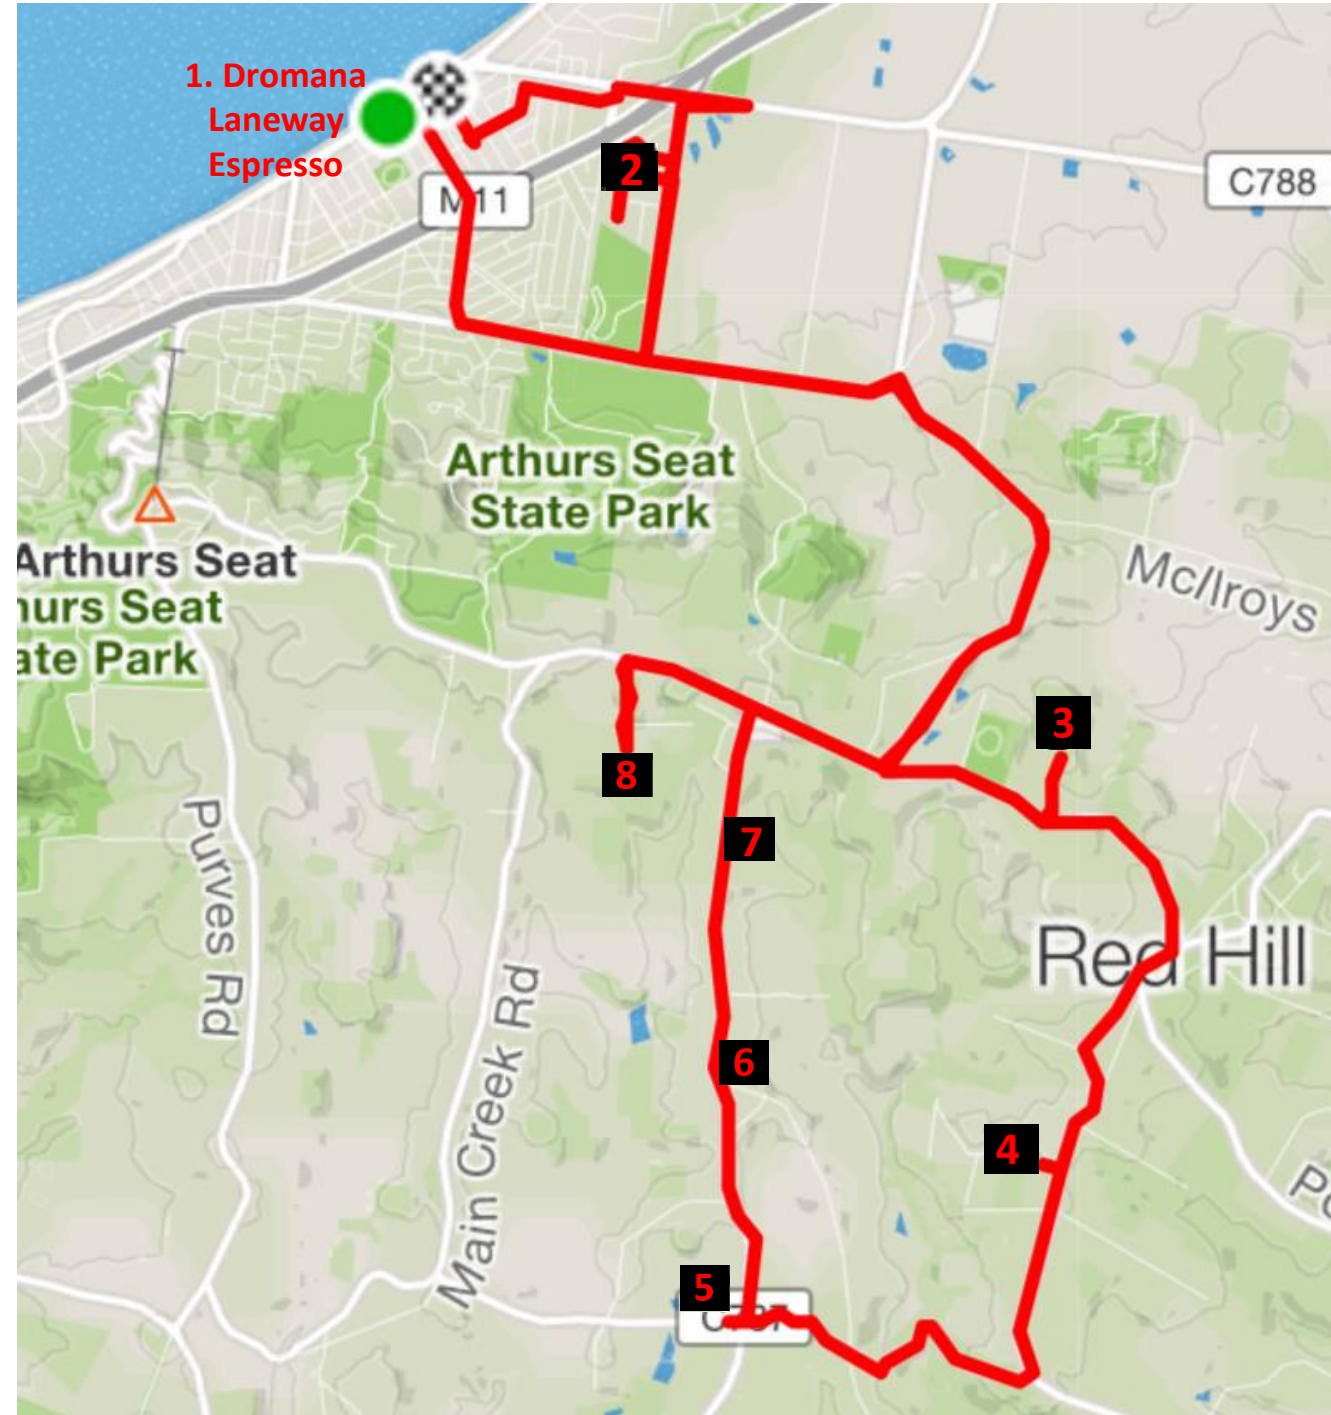 1. Dromana
Laneway
Espresso
M11
2
C788
Arthurs Seat
State Park
Arthurs Seat
hurs Seat
ate Park
McIlroys
3
8
7
Purves Rd
Red Hill
Main Creek Rd
6
4
5
C787